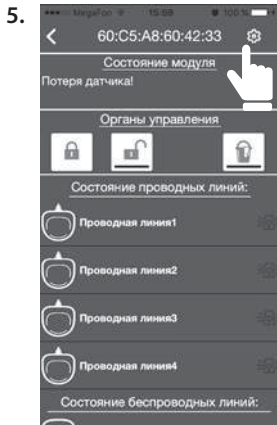 5.
MegaFon 15:59 100 %
60:C5:A8:60:42:33
Состояние модуля
Потеря датчика!
Органы управления
Состояние проводных линий:
Проводная линия1
Проводная линия2
Проводная линия3
Проводная линия4
Состояние беспроводных линий: